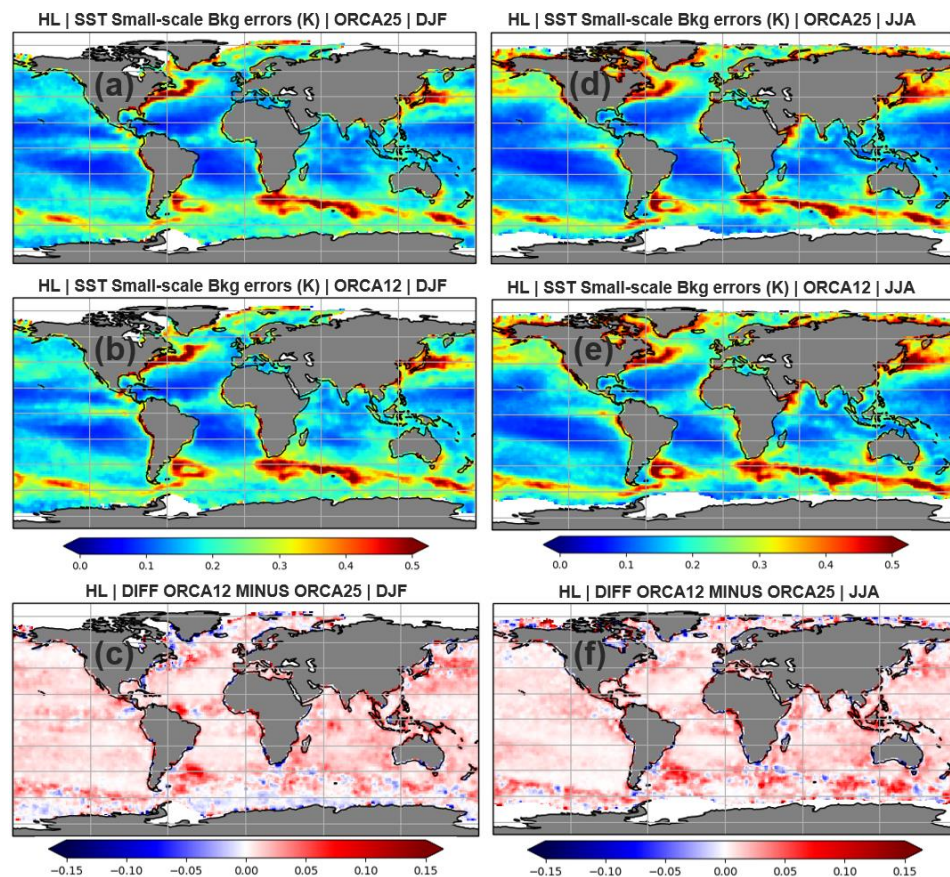 HL | SST Small-scale Bkg errors (K) | ORCA25 | DJF
(a)
HL | SST Small-scale Bkg errors (K) | ORCA25 | JJA
(d)
HL | SST Small-scale Bkg errors (K) | ORCA12 | DJF
(b)
0.0 0.1 0.2 0.3 0.4 0.5
HL | SST Small-scale Bkg errors (K) | ORCA12 | JJA
(e)
0.0 0.1 0.2 0.3 0.4 0.5
HL | DIFF ORCA12 MINUS ORCA25 | DJF
(c)
−0.15 −0.10 −0.05 0.00 0.05 0.10 0.15
HL | DIFF ORCA12 MINUS ORCA25 | JJA
(f)
−0.15 −0.10 −0.05 0.00 0.05 0.10 0.15